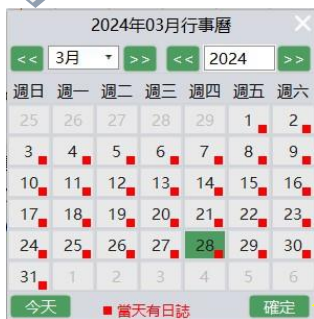 2024年03月行事曆 ×
<< 3月 >> << 2024 >>
週日 週一 週二 週三 週四 週五 週六
25 26 27 28 29 1 2
3 4 5 6 7 8 9
10 11 12 13 14 15 16
17 18 19 20 21 22 23
24 25 26 27 28 29 30
31 1 2 3 4 5 6
今天 ■ 當天有日誌 確定